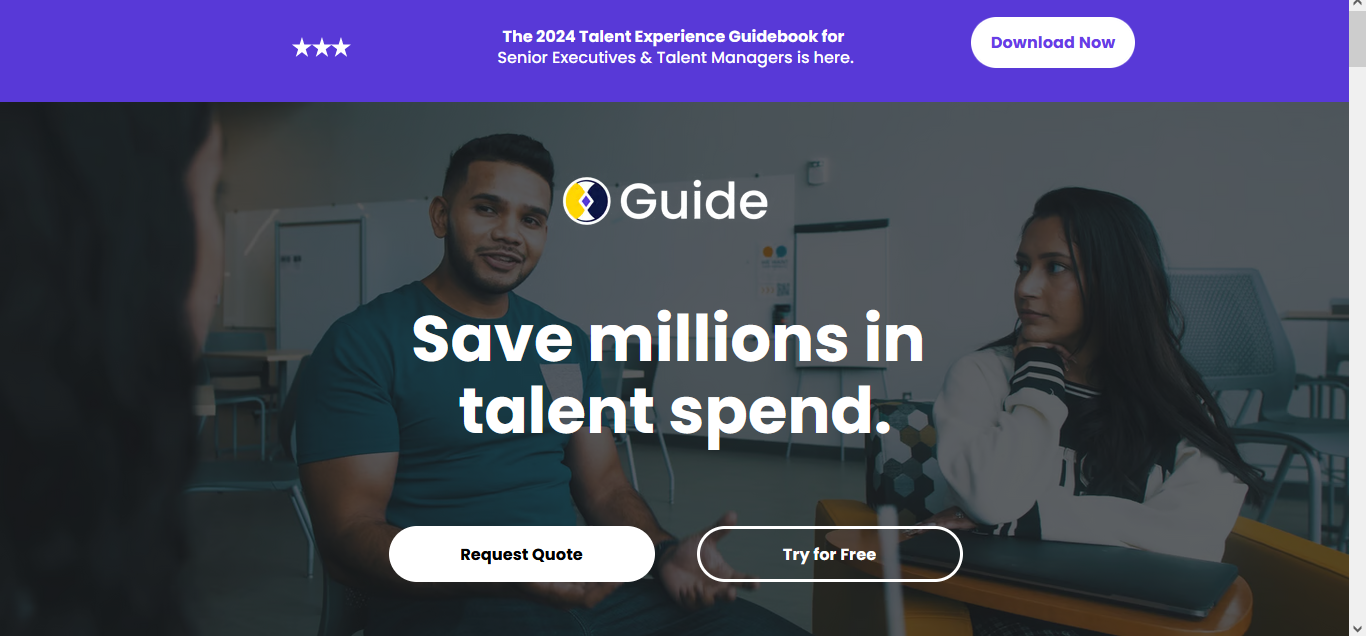 The 2024 Talent Experience Guidebook for
Senior Executives & Talent Managers is here.
Download Now
Guide
Save millions in
talent spend.
Request Quote
Try for Free